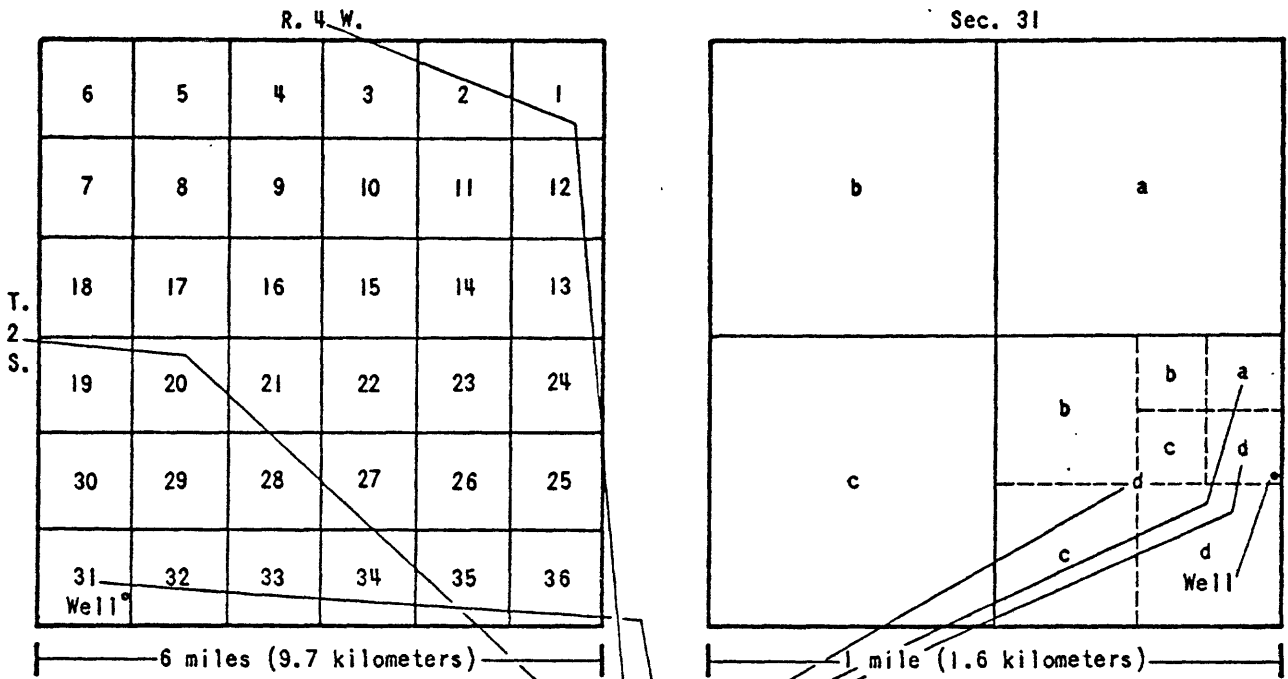 R. 4 W.
6 5 4 3 2 1
7 8 9 10 11 12
18 17 16 15 14 13
T.
2
S.
19 20 21 22 23 24
30 29 28 27 26 25
31 32 33 34 35 36
Well
6 miles (9.7 kilometers)
Sec. 31
b a
b a
b
c d
c d
c d
Well
1 mile (1.6 kilometers)